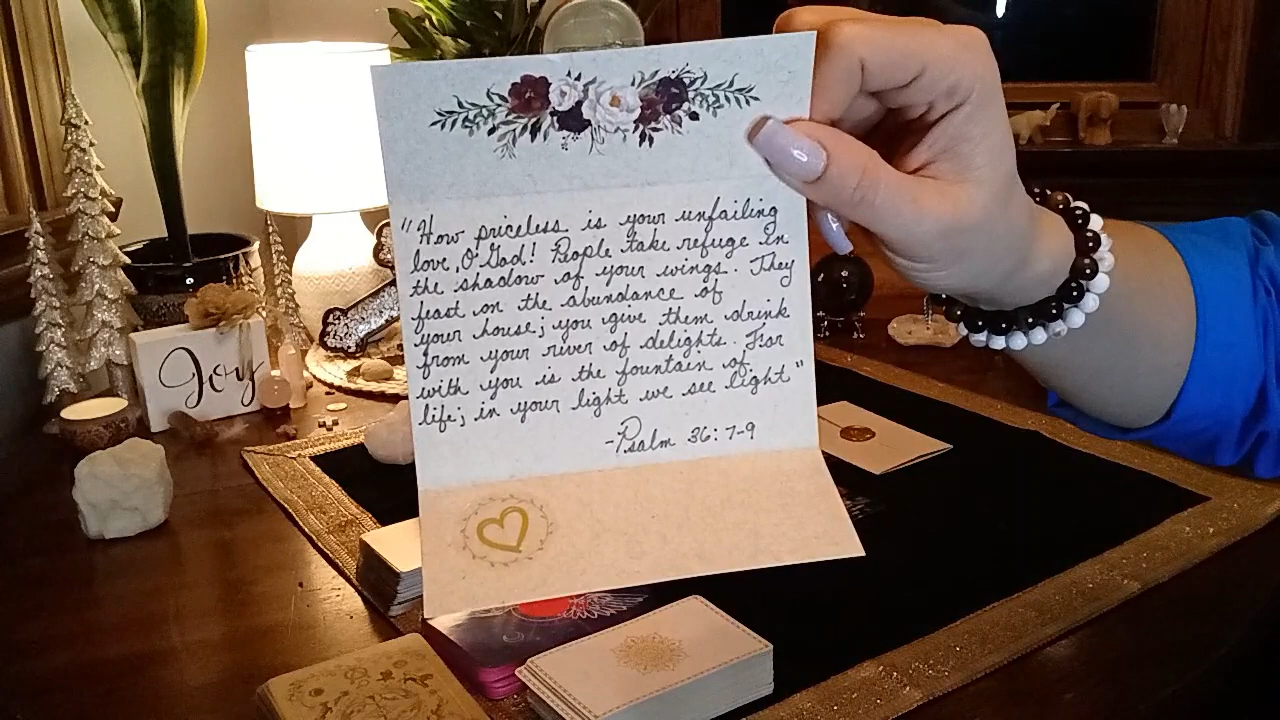 "How priceless is your unfailing
love, O God! People take refuge in
the shadow of your wings. They
feast on the abundance of
your house; you give them drink
from your river of delights. For
with you is the fountain of
life; in your light we see light"
-Psalm 36:7-9
Joy